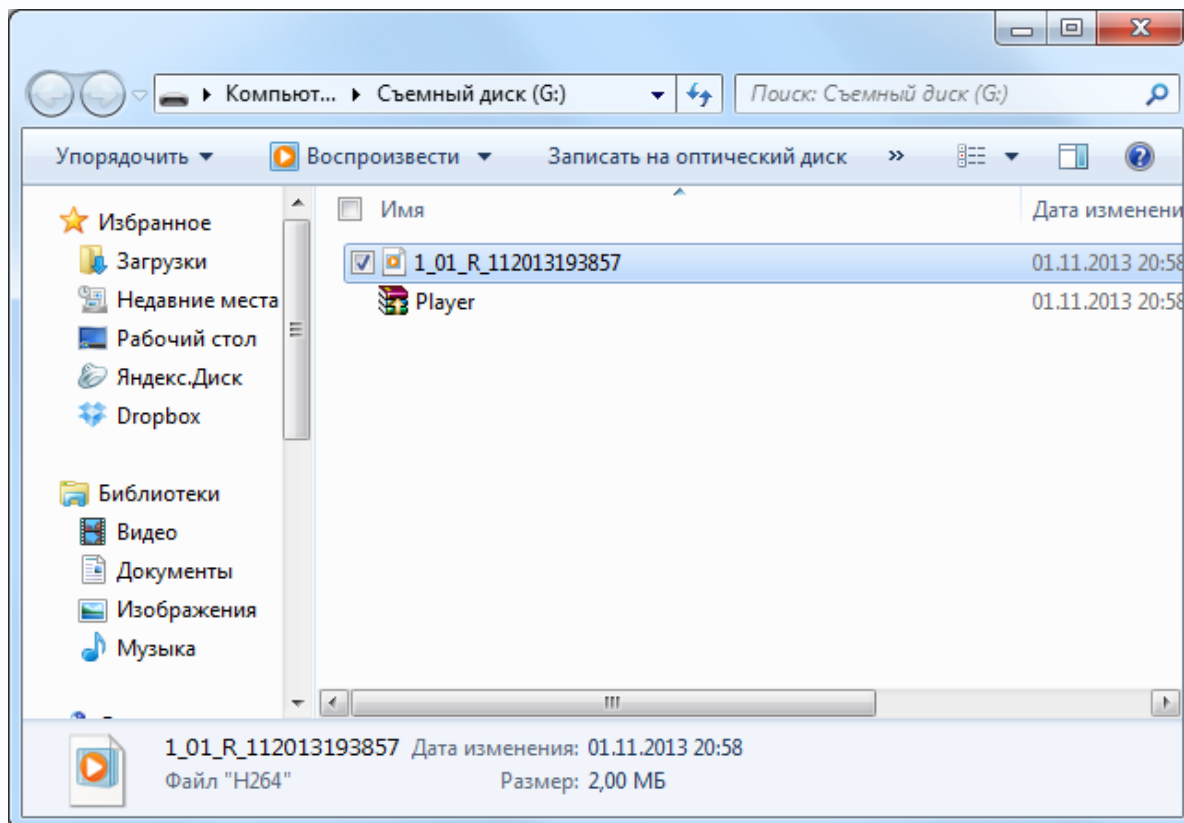 Компьют... Съемный диск (G:) Поиск: Съемный диск (G:)
Упорядочить Воспроизвести Записать на оптический диск »
Избранное
Загрузки
Недавние места
Рабочий стол
Яндекс.Диск
Dropbox
Библиотеки
Видео
Документы
Изображения
Музыка
Имя Дата изменени
1_01_R_112013193857 01.11.2013 20:58
Player 01.11.2013 20:58
1_01_R_112013193857 Дата изменения: 01.11.2013 20:58
Файл "H264" Размер: 2,00 МБ